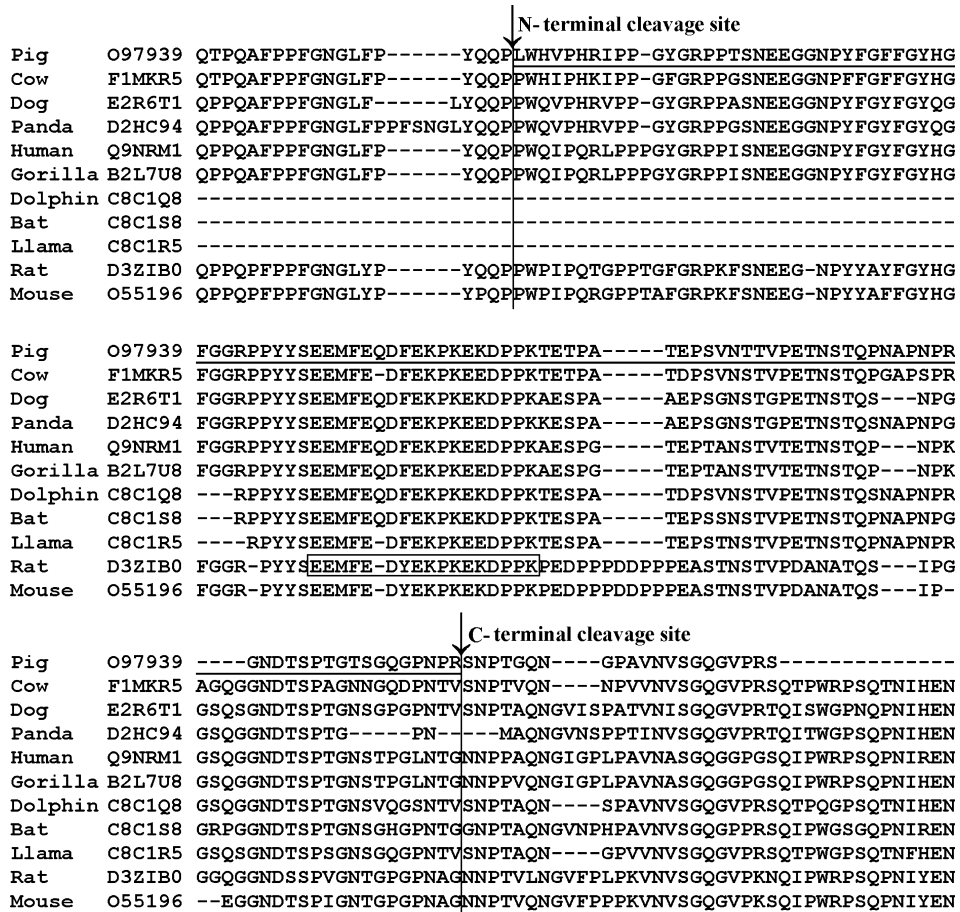 N- terminal cleavage site
Pig O97939 QTPQAFPPFGNGLFP------YQQPLWHVPHRIPP-GYGRPPTSNEEGGNPYFGFFGYHG
Cow F1MKR5 QPPQAFPPFGNGLFP------YQQPPWHIPHKIPP-GFGRPPTSNEEGGNPYFGFFGYHG
Dog E2R6T1 QPPQAFPPFGNGLF-------LYQQPPWQVPHRVPP-GYGRPPASNEEGGNPYFGYFGYQG
Panda D2HC94 QPPQAFPPFGNGLFPPFSNGLYQQPPWQVPHRVPP-GYGRPPGSNEEGGNPYFGYFGYQG
Human Q9NRM1 QPPQAFPPFGNGLFP------YQQPPWQIPQRLPPPGYGRPPISNEEGGNPYFGYFGYHG
Gorilla B2L7U8 QPPQAFPPFGNGLFP------YQQPPWQIPQRLPPPGYGRPPISNEEGGNPYFGYFGYHG
Dolphin C8C1Q8 ------------------------------------------------------------
Bat C8C1S8 ------------------------------------------------------------
Llama C8C1R5 ------------------------------------------------------------
Rat D3ZIB0 QPPQPFPPFGNGLYP------YQQPPWPIPQTGPPTGFGRPKFSNEEG-NPYYAYFGYHG
Mouse O55196 QPPQPFPPFGNGLYP------YPQPPWPIPQRGPPTAFGRPKFSNEEG-NPYYAFFGYHG
Pig O97939 FGGRPPYYSEEMFEQDFEKPKEKDPPKTETPA-----TEPSVNTTVPETNSTQPNAPNPR
Cow F1MKR5 FGGRPPYYSEEMFE-DFEKPKEEDPPKTETPA-----TDPSVNSTVPETNSTQPGAPSPR
Dog E2R6T1 FGGRPPYYSEEMFEQDFEKPKEKDPPKAESPA-----AEPSGNSTGPETNSTQS---NPG
Panda D2HC94 FGGRPPYYSEEMFEQDFEKPKEKDPPKKESPA-----AEPSGNSTGPETNSTQSNAPNPG
Human Q9NRM1 FGGRPPYYSEEMFEQDFEKPKEEDPPKAESPG-----TEPTANSTVTETNSTQP---NPK
Gorilla B2L7U8 FGGRPPYYSEEMFEQDFEKPKEEDPPKAESPG-----TEPTANSTVTETNSTQP---NPK
Dolphin C8C1Q8 ---RPPYYSEEMFEQDFEKPKEKDPPKTESPA-----TDPSVNSTVPETNSTQSNAPNPR
Bat C8C1S8 ---RPPYYSEEMFEQDFEKPKEEDPPKTESPA-----TEPSSNSTVPETNSTQPNAPNPG
Llama C8C1R5 ----RPYYSEEMFE-DFEKPKEEDPPKTESPA-----TEPSTNSTVPETNSTQPNAPNPR
Rat D3ZIB0 FGGR-PYYSEEMFE-DYEKPKEKDPPKPEDPPPDDPPPEASTNSTVPDANATQS---IPG
Mouse O55196 FGGR-PYYSEEMFE-DYEKPKEKDPPKPEDPPPDDPPPEASTNSTVPDANATQS---IP-
C- terminal cleavage site
Pig O97939 ----GNDTSPTGTSGQGPNPRSNPTGQN----GPAVNVSGQGVPRS--------------
Cow F1MKR5 AGQGGNDTSPAGNNGQDPNTVSNPTVQN----NPVVNVSGQGVPRSQTPWRPSQTNIHEN
Dog E2R6T1 GSQSGNDTSPTGNSGPGPNTVSNPTAQNGVISPATVNISGQGVPRTQISWGPNQPNIHEN
Panda D2HC94 GSQGGNDTSPTG-----PN-----MAQNGVNSPPTINVSGQGVPRTQITWGPSQPNIHEN
Human Q9NRM1 GSQGGNDTSPTGNSTPGLNTGNNPPAQNGIGPLPAVNASGQGGPGSQIPWRPSQPNIREN
Gorilla B2L7U8 GSQGGNDTSPTGNSTPGLNTGNNPPVQNGIGPLPAVNASGQGGPGSQIPWRPSQPNIHEN
Dolphin C8C1Q8 GSQGGNDTSPTGNSVQGSNTVSNPTAQN----SPAVNVSGQGVPRSQTPQGPSQTNIHEN
Bat C8C1S8 GRPGGNDTSPTGNSGHGPNTGGNPTAQNGVNPHPAVNVSGQGPPRSQIPWGSGQPNIREN
Llama C8C1R5 GSQSGNDTSPSGNSGQGPNTVSNPTAQN----GPVVNVSGQGVPRSQTPWGPSQTNFHEN
Rat D3ZIB0 GGQGGNDSSPVGNTGPGPNAGNNPTVLNGVFPLPKVNVSGQGVPKNQIPWRPSQPNIYEN
Mouse O55196 --EGGNDTSPIGNTGPGPNAGNNPTVQNGVFPPPKVNVSGQGVPKSQIPWRPSQPNIYEN